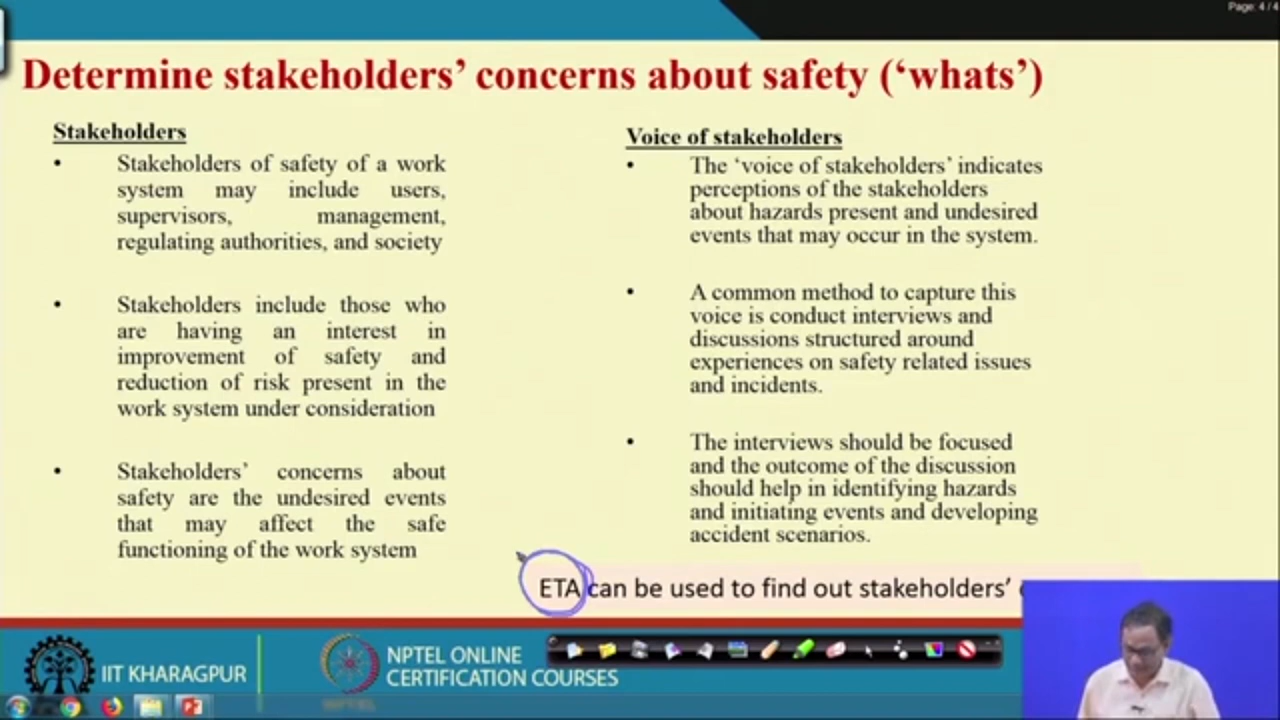 Page: 4 / 4
Determine stakeholders’ concerns about safety (‘whats’)
Stakeholders
• Stakeholders of safety of a work
system may include users,
supervisors, management,
regulating authorities, and society
• Stakeholders include those who
are having an interest in
improvement of safety and
reduction of risk present in the
work system under consideration
• Stakeholders’ concerns about
safety are the undesired events
that may affect the safe
functioning of the work system
Voice of stakeholders
• The ‘voice of stakeholders’ indicates
perceptions of the stakeholders
about hazards present and undesired
events that may occur in the system.
• A common method to capture this
voice is conduct interviews and
discussions structured around
experiences on safety related issues
and incidents.
• The interviews should be focused
and the outcome of the discussion
should help in identifying hazards
and initiating events and developing
accident scenarios.
ETA can be used to find out stakeholders’
IIT KHARAGPUR
NPTEL ONLINE
CERTIFICATION COURSES